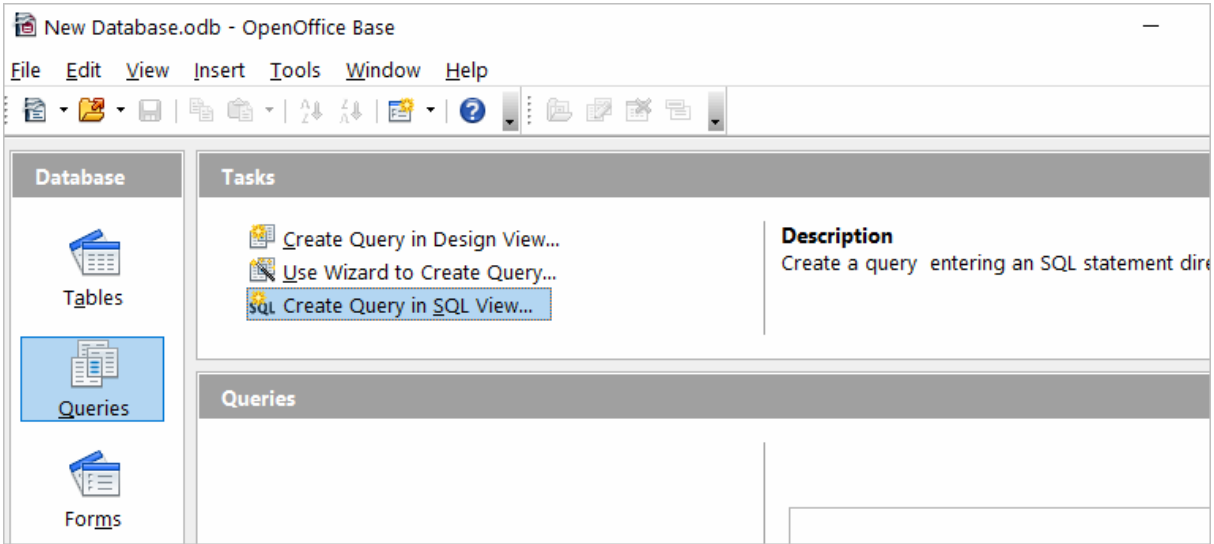 New Database.odb - OpenOffice Base
File Edit View Insert Tools Window Help
Database
Tasks
Create Query in Design View...
Use Wizard to Create Query...
SQL Create Query in SQL View...
Description
Create a query entering an SQL statement dire
Tables
Queries
Forms
Queries